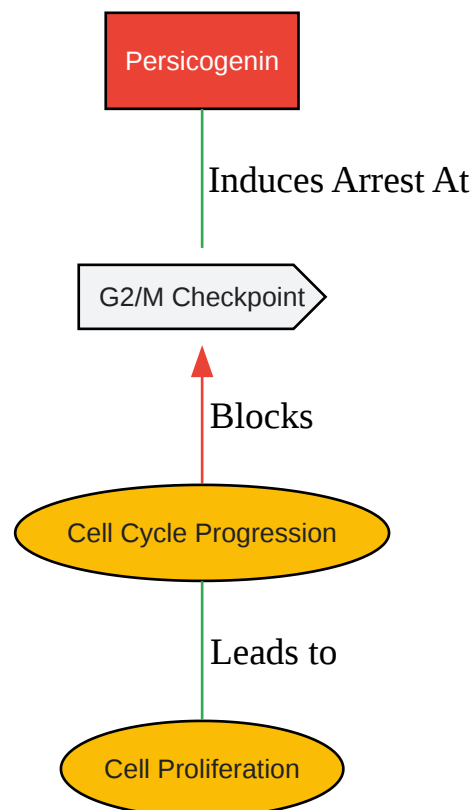 Persicogenin
Induces Arrest At
G2/M Checkpoint
Blocks
Cell Cycle Progression
Leads to
Cell Proliferation